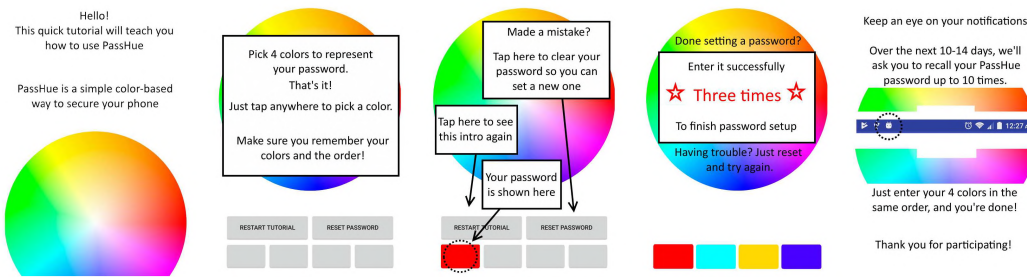 Hello!
This quick tutorial will teach you
how to use PassHue
PassHue is a simple color-based
way to secure your phone
Pick 4 colors to represent
your password.
That's it!
Just tap anywhere to pick a color.
Make sure you remember your
colors and the order!
RESTART TUTORIAL
RESET PASSWORD
Made a mistake?
Tap here to clear your
password so you can
set a new one
Tap here to see
this intro again
Your password
is shown here
RESTART TUTORIAL
RESET PASSWORD
Done setting a password?
Enter it successfully
Three times
To finish password setup
Having trouble? Just reset
and try again.
Keep an eye on your notifications
Over the next 10-14 days, we'll
ask you to recall your PassHue
password up to 10 times.
12:27
Just enter your 4 colors in the
same order, and you're done!
Thank you for participating!